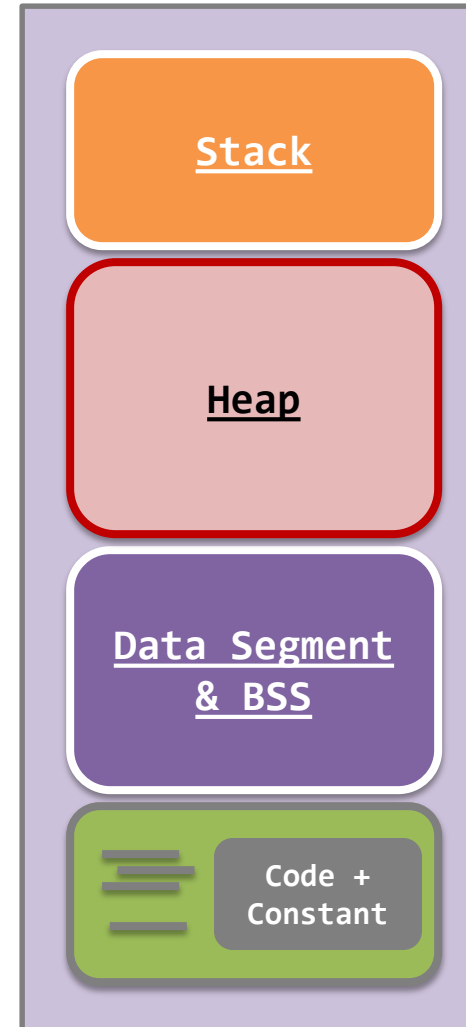 Stack
Heap
Data Segment
& BSS
Code +
Constant